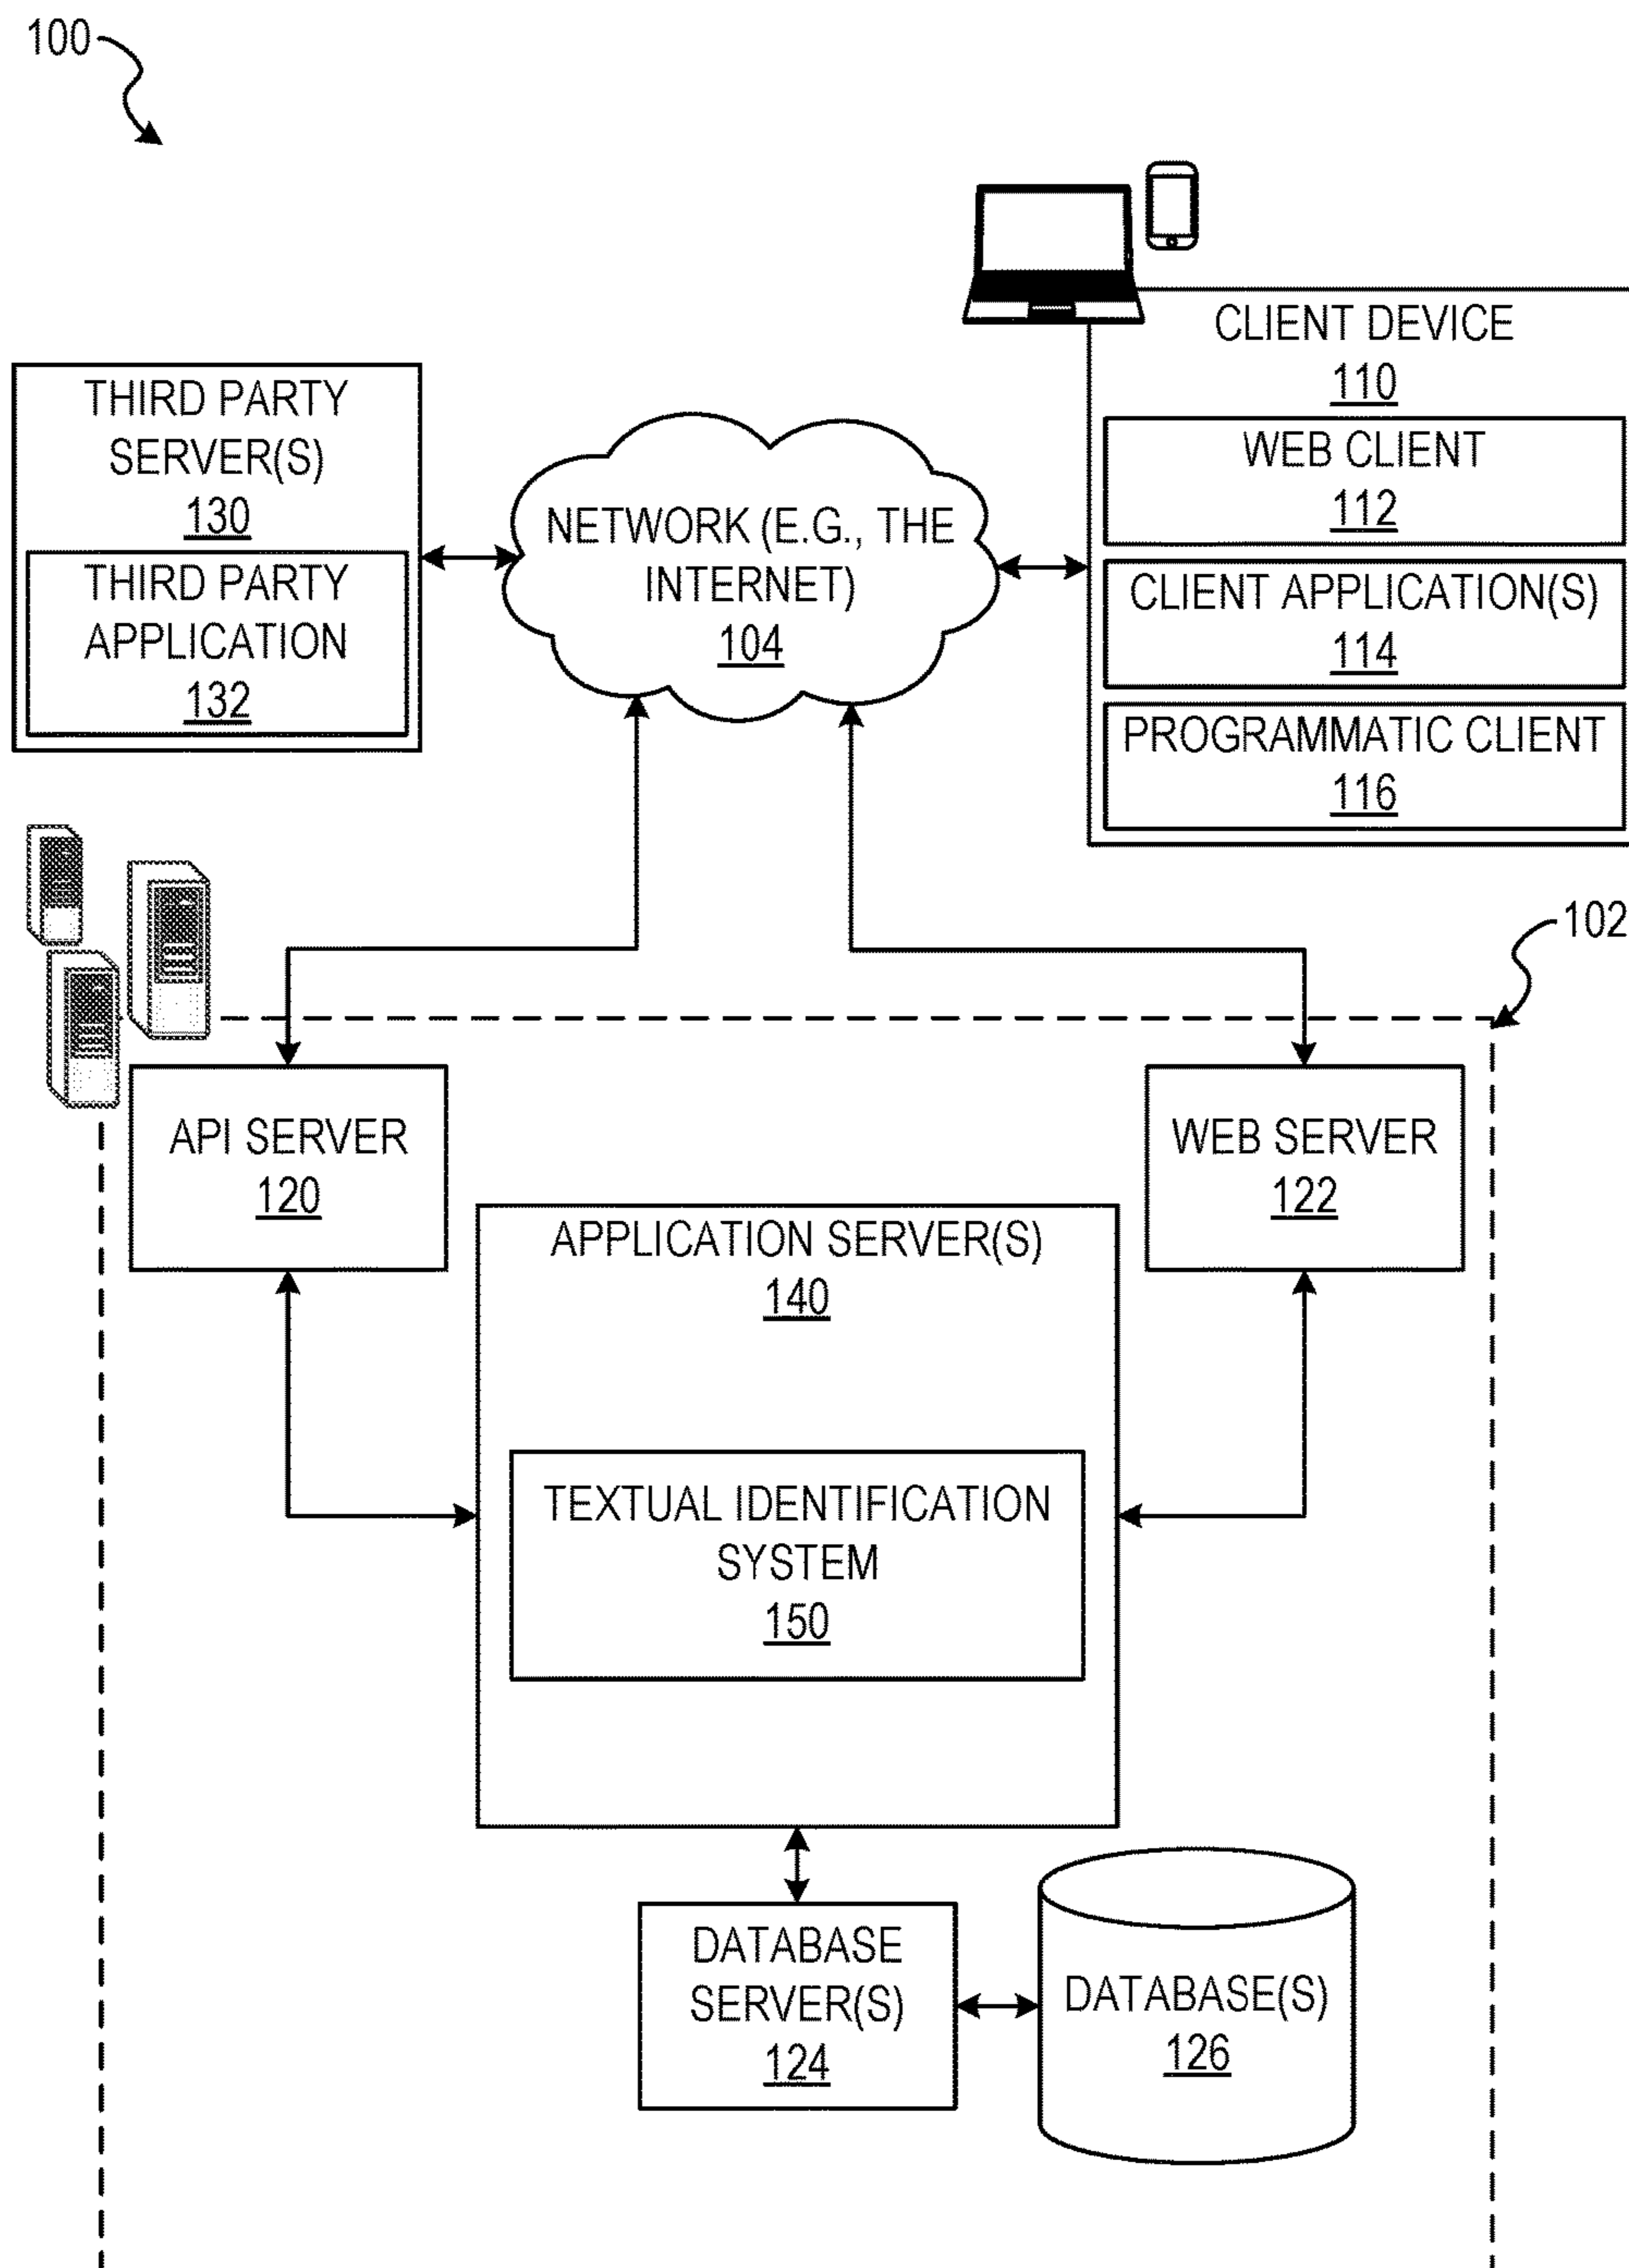 100
CLIENT DEVICE
110
WEB CLIENT
112
CLIENT APPLICATION(S)
114
PROGRAMMATIC CLIENT
116
THIRD PARTY
SERVER(S)
130
THIRD PARTY
APPLICATION
132
NETWORK (E.G., THE
INTERNET)
104
102
API SERVER
120
WEB SERVER
122
APPLICATION SERVER(S)
140
TEXTUAL IDENTIFICATION
SYSTEM
150
DATABASE
SERVER(S)
124
DATABASE(S)
126